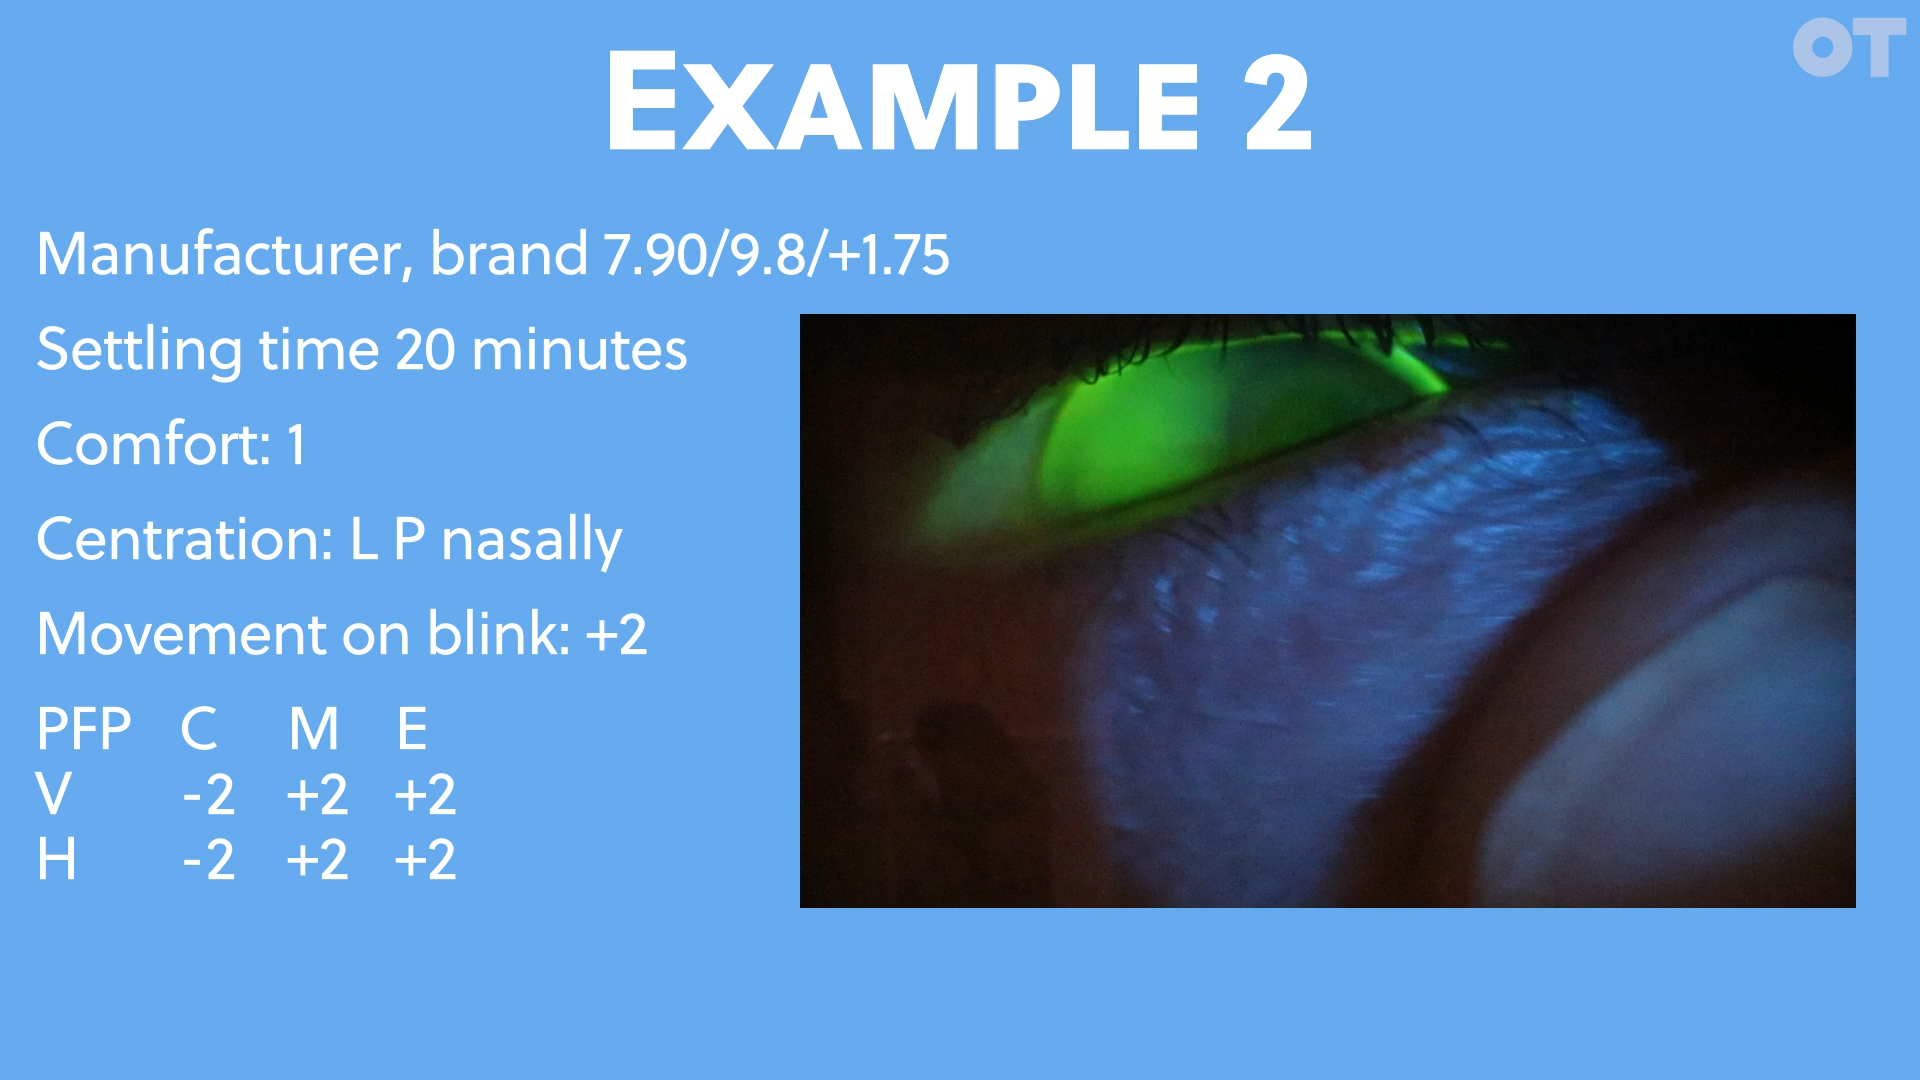 OT
EXAMPLE 2
Manufacturer, brand 7.90/9.8/+1.75
Settling time 20 minutes
Comfort: 1
Centration: L P nasally
Movement on blink: +2
PFP C M E
V -2 +2 +2
H -2 +2 +2